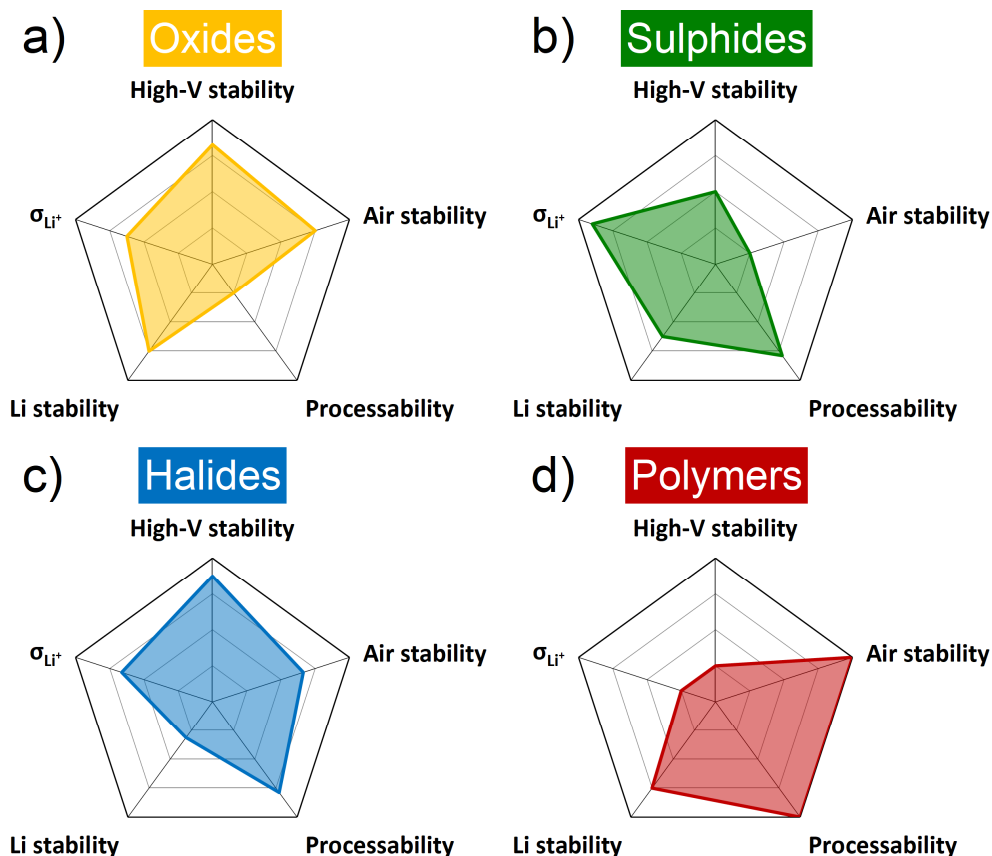 a) Oxides
High-V stability
σLi⁺
Air stability
Li stability
Processability
b) Sulphides
High-V stability
σLi⁺
Air stability
Li stability
Processability
c) Halides
High-V stability
σLi⁺
Air stability
Li stability
Processability
d) Polymers
High-V stability
σLi⁺
Air stability
Li stability
Processability